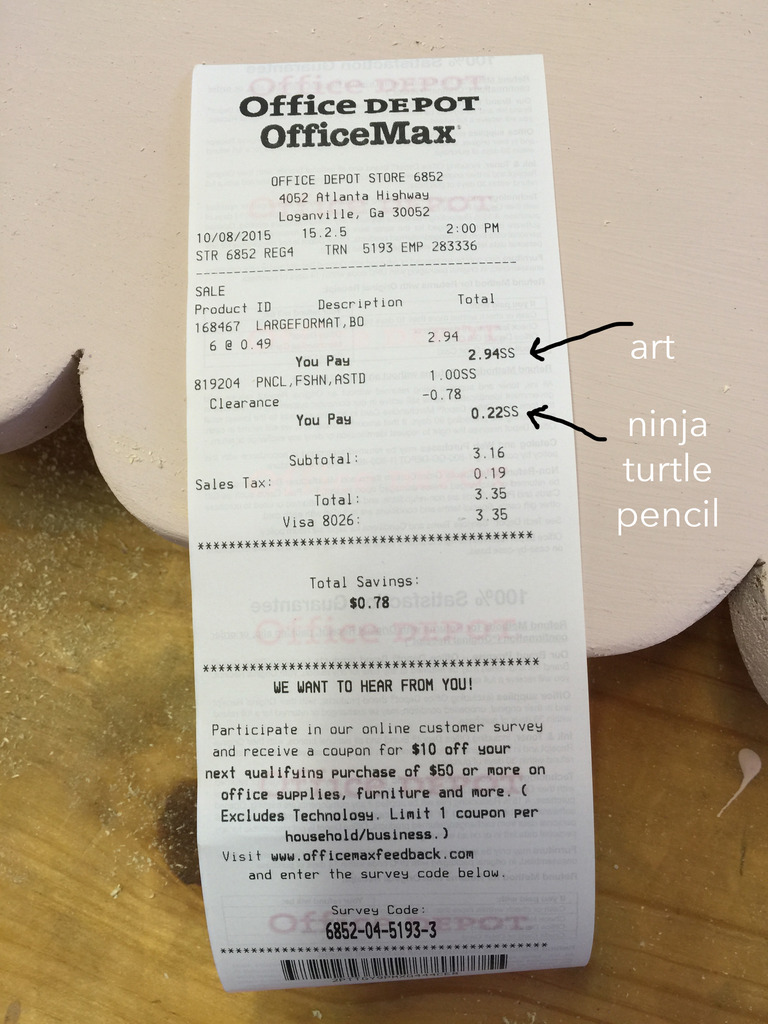 Office DEPOT
OfficeMax
OFFICE DEPOT STORE 6852
4052 Atlanta Highway
Loganville, Ga 30052
10/08/2015 15.2.5 2:00 PM
STR 6852 REG4 TRN 5193 EMP 283336
SALE
Product ID Description Total
168467 LARGEFORMAT,BO
6 @ 0.49 2.94
You Pay 2.94SS
819204 PNCL,FSHN,ASTD 1.00SS
Clearance -0.78
You Pay 0.22SS
art
ninja
turtle
pencil
Subtotal: 3.16
Sales Tax: 0.19
Total: 3.35
Visa 8026: 3.35
****************************************
Total Savings:
$0.78
****************************************
WE WANT TO HEAR FROM YOU!
Participate in our online customer survey
and receive a coupon for $10 off your
next qualifying purchase of $50 or more on
office supplies, furniture and more. (
Excludes Technology. Limit 1 coupon per
household/business.)
Visit www.officemaxfeedback.com
and enter the survey code below.
Survey Code:
6852-04-5193-3
****************************************